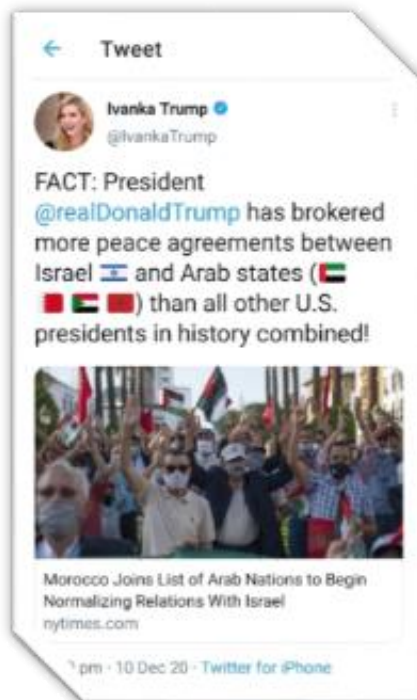 Tweet
Ivanka Trump
@IvankaTrump
FACT: President
@realDonaldTrump has brokered
more peace agreements between
Israel 🇮🇱 and Arab states (🇦🇪
🇧🇭 🇸🇩 🇲🇦) than all other U.S.
presidents in history combined!
Morocco Joins List of Arab Nations to Begin
Normalizing Relations With Israel
nytimes.com
pm · 10 Dec 20 · Twitter for iPhone